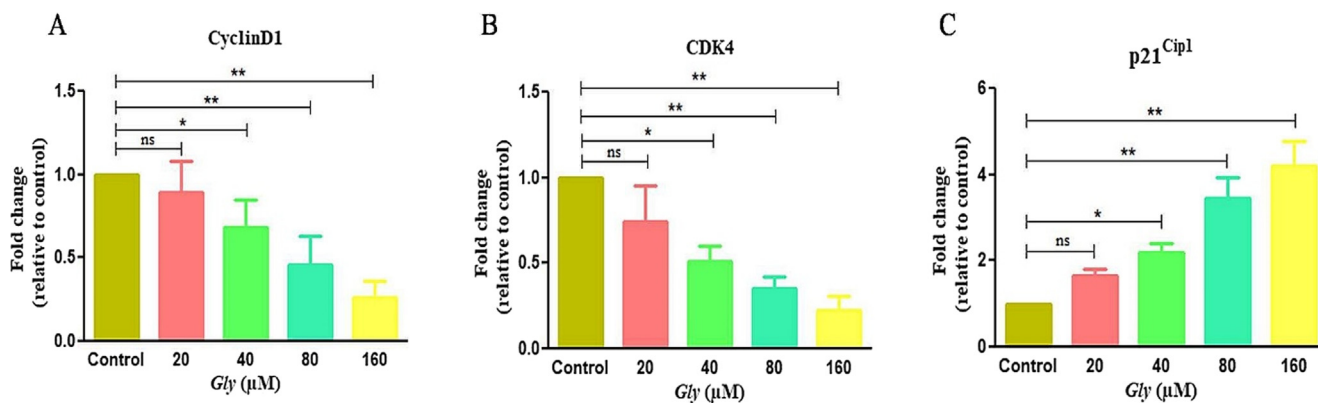 A
CyclinD1
Fold change
(relative to control)
1.5
1.0
0.5
0.0
**
**
*
ns
Control 20 40 80 160
Gly (µM)
B
CDK4
Fold change
(relative to control)
1.5
1.0
0.5
0.0
**
**
*
ns
Control 20 40 80 160
Gly (µM)
C
p21Cip1
Fold change
(relative to control)
6
4
2
0
**
**
*
ns
Control 20 40 80 160
Gly (µM)